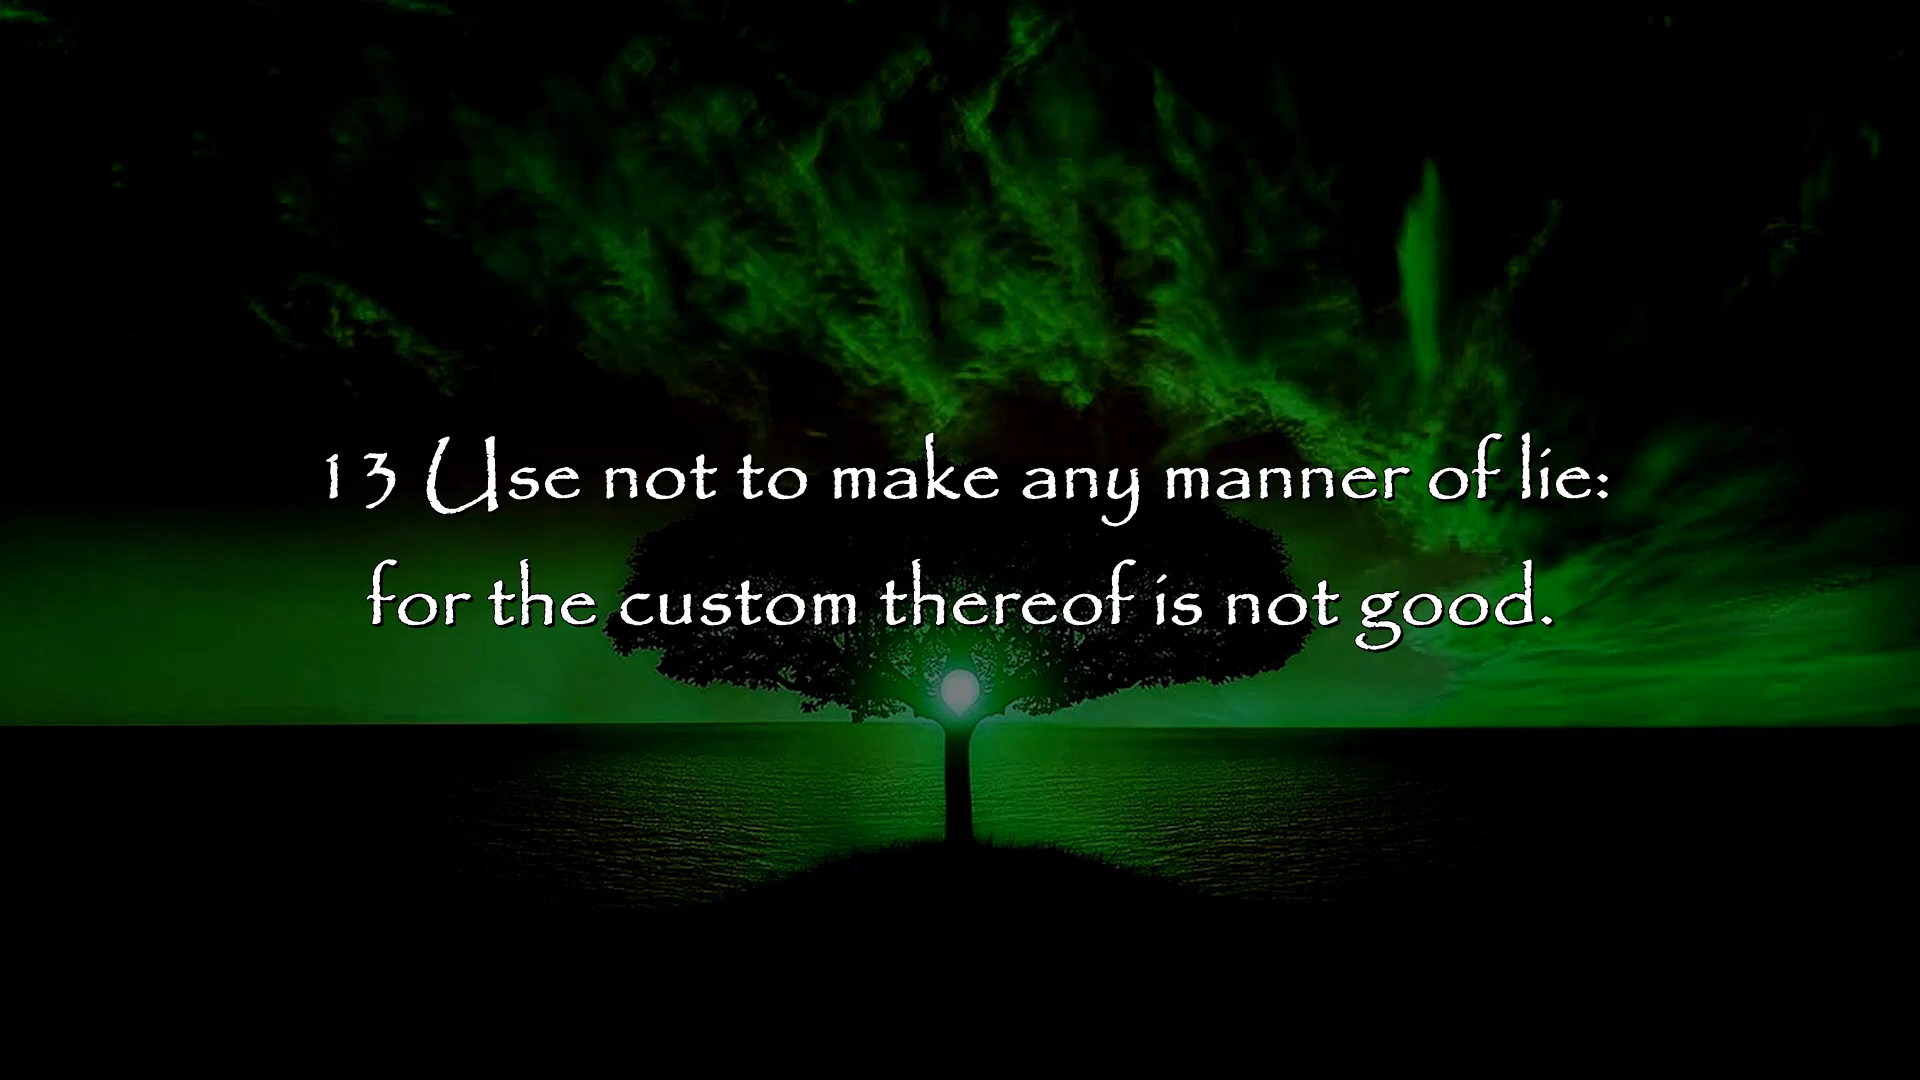 13 Use not to make any manner of lie:
for the custom thereof is not good.